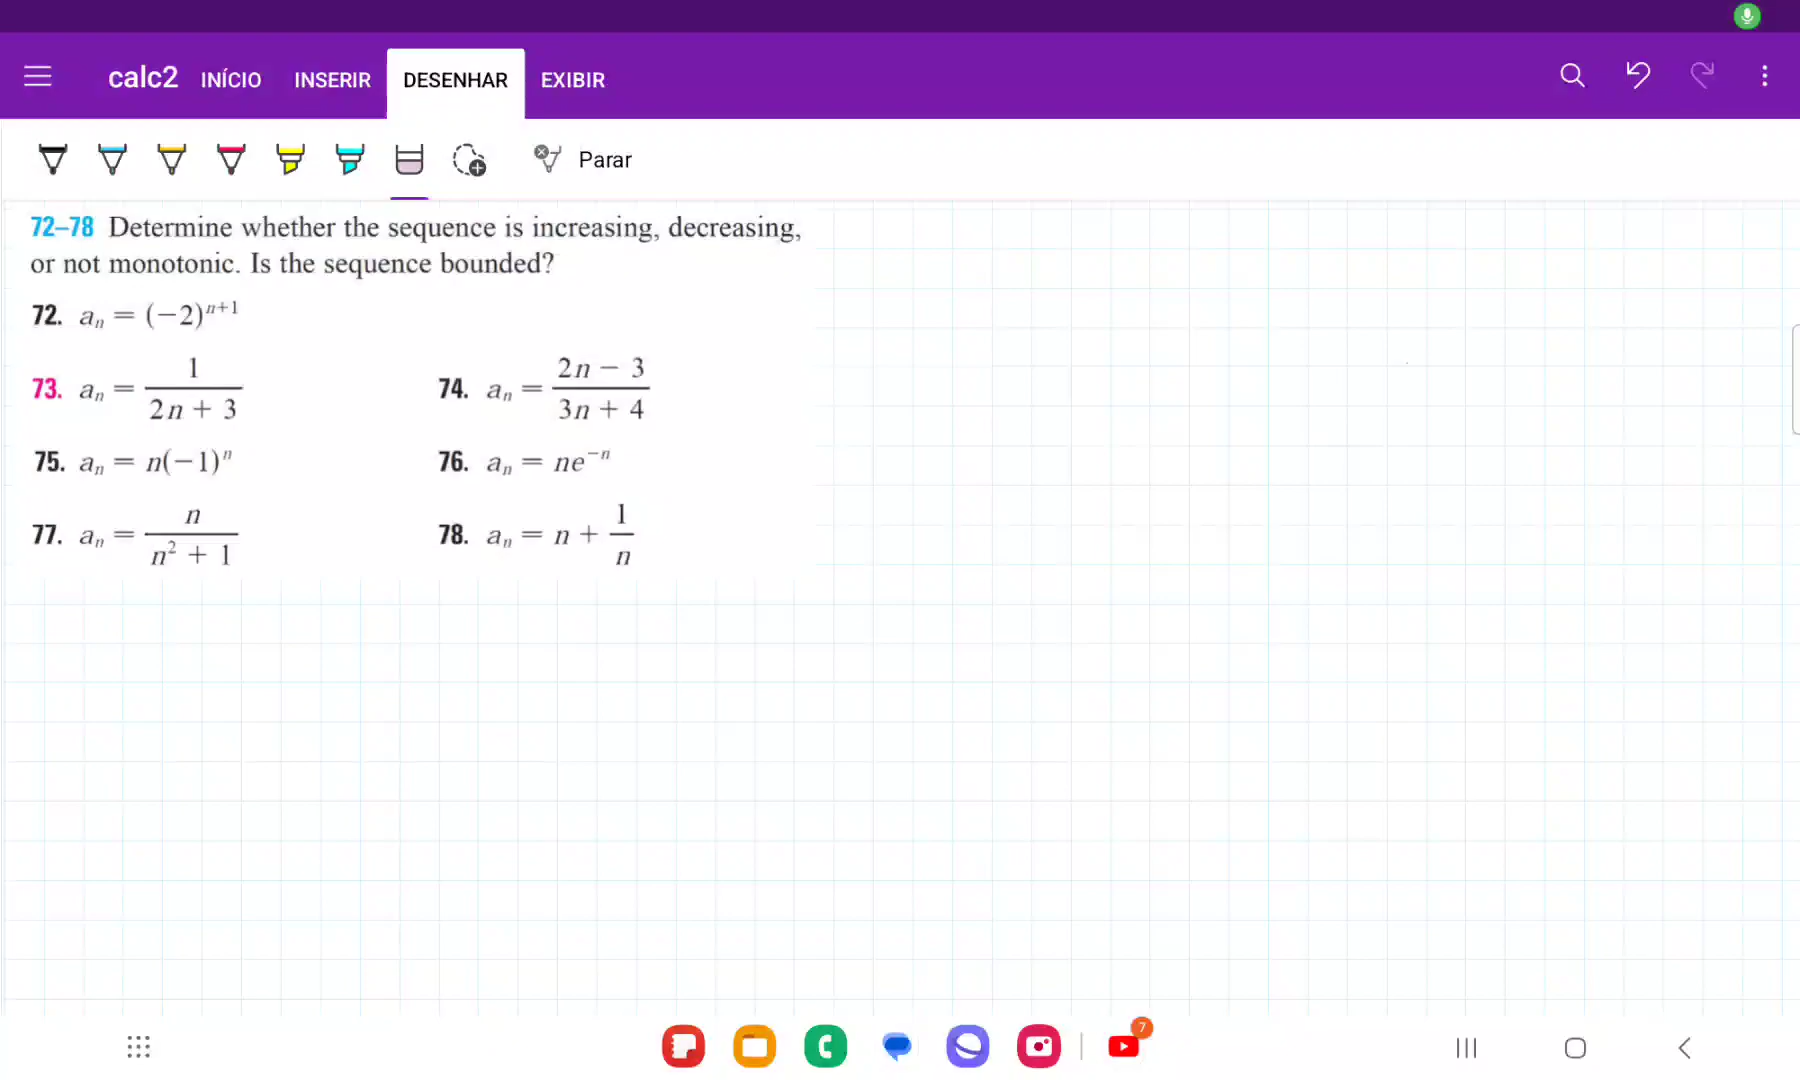 calc2 INÍCIO INSERIR DESENHAR EXIBIR
Parar
72–78 Determine whether the sequence is increasing, decreasing,
or not monotonic. Is the sequence bounded?
72. aₙ = (−2)ⁿ⁺¹
73. aₙ = 1/(2n + 3) 74. aₙ = (2n − 3)/(3n + 4)
75. aₙ = n(−1)ⁿ 76. aₙ = ne⁻ⁿ
77. aₙ = n/(n² + 1) 78. aₙ = n + 1/n
7